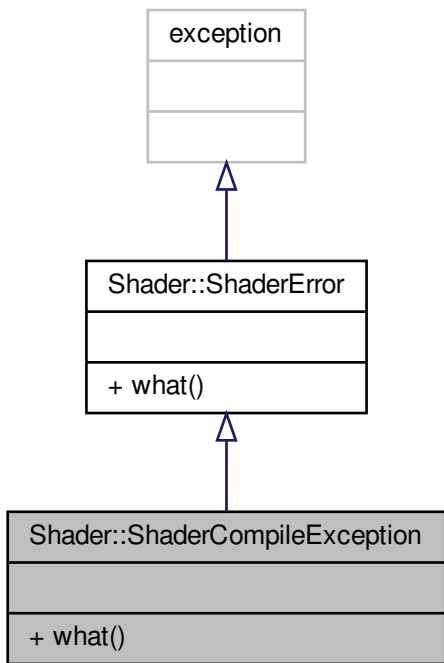 exception
Shader::ShaderError
+ what()
Shader::ShaderCompileException
+ what()